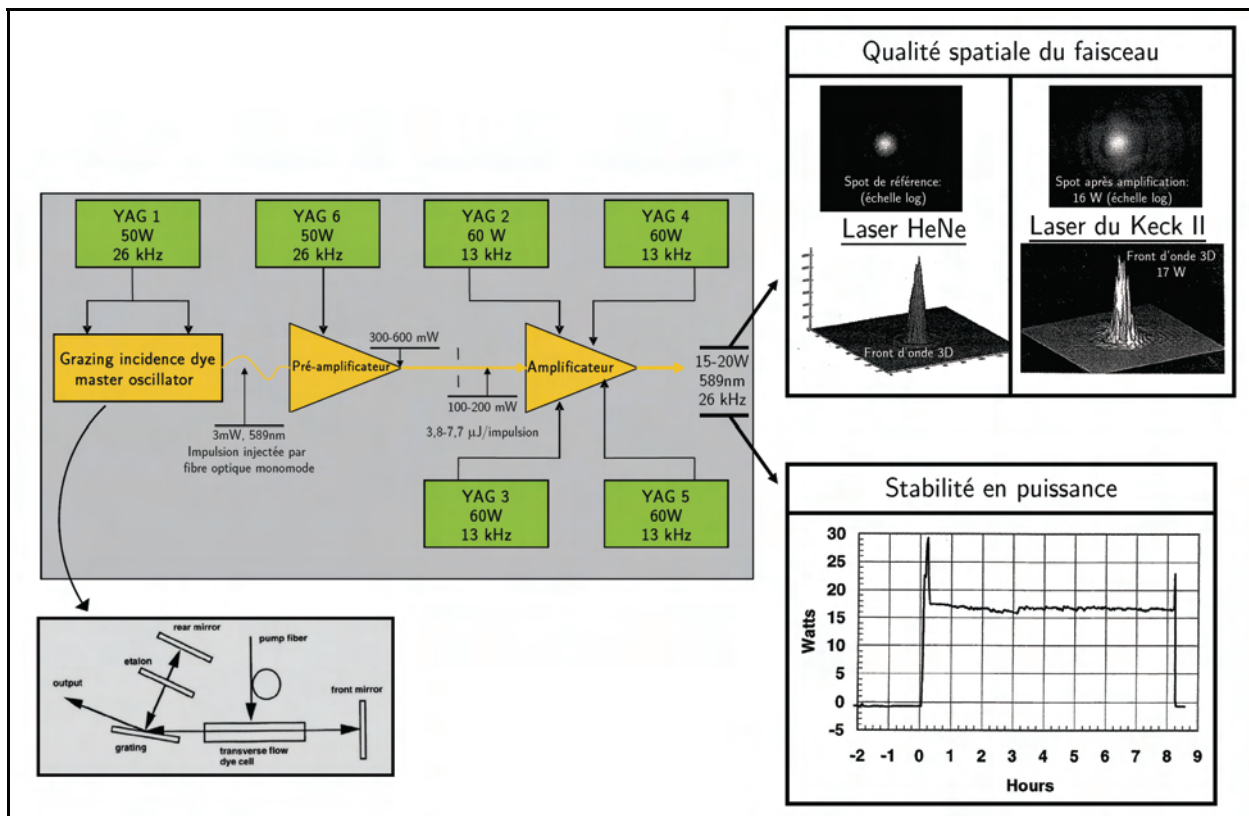 Qualité spatiale du faisceau
Spot de référence:
(échelle log)
Laser HeNe
Front d'onde 3D
Spot après amplification:
16 W (échelle log)
Laser du Keck II
Front d'onde 3D
17 W
YAG 1
50W
26 kHz
YAG 6
50W
26 kHz
YAG 2
60 W
13 kHz
YAG 4
60W
13 kHz
Grazing incidence dye
master oscillator
3mW, 589nm
Impulsion injectée par
fibre optique monomode
Pré-amplificateur
300-600 mW
100-200 mW
3,8-7,7 µJ/impulsion
Amplificateur
15-20W
589nm
26 kHz
YAG 3
60W
13 kHz
YAG 5
60W
13 kHz
rear mirror
etalon
output
grating
pump fiber
front mirror
transverse flow
dye cell
Stabilité en puissance
Watts
30
25
20
15
10
5
0
-5
-2 -1 0 1 2 3 4 5 6 7 8 9
Hours